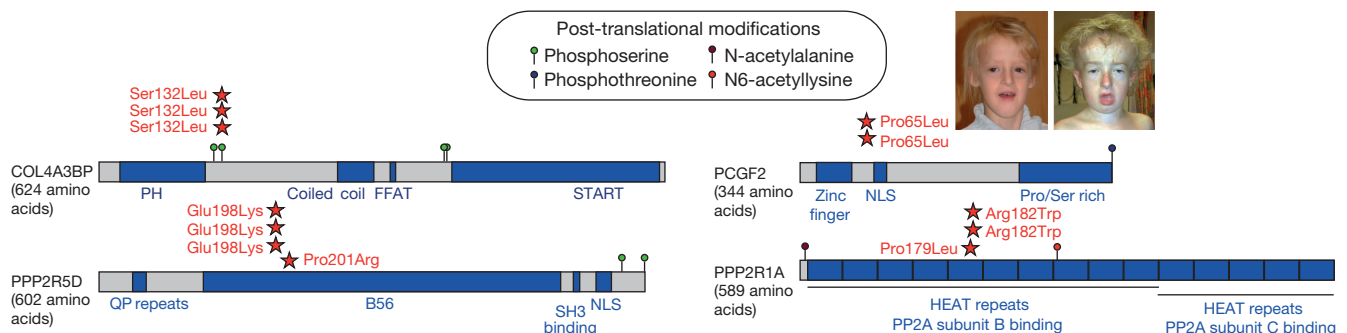 Post-translational modifications
Phosphoserine
N-acetylalanine
Phosphothreonine
N6-acetyllysine
Ser132Leu
Ser132Leu
Ser132Leu
COL4A3BP
(624 amino
acids)
PH
Coiled coil
FFAT
START
Glu198Lys
Glu198Lys
Glu198Lys
Pro201Arg
PPP2R5D
(602 amino
acids)
QP repeats
B56
SH3
binding
NLS
Pro65Leu
Pro65Leu
PCGF2
(344 amino
acids)
Zinc
finger
NLS
Pro/Ser rich
Arg182Trp
Arg182Trp
Pro179Leu
PPP2R1A
(589 amino
acids)
HEAT repeats
PP2A subunit B binding
HEAT repeats
PP2A subunit C binding